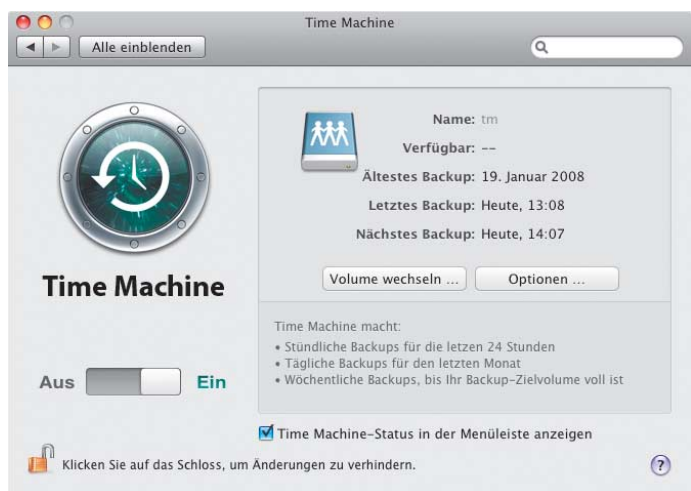 Time Machine
Alle einblenden
Name: tm
Verfügbar: --
Ältestes Backup: 19. Januar 2008
Letztes Backup: Heute, 13:08
Nächstes Backup: Heute, 14:07
Time Machine
Volume wechseln ...
Optionen ...
Time Machine macht:
• Stündliche Backups für die letzen 24 Stunden
• Tägliche Backups für den letzten Monat
• Wöchentliche Backups, bis Ihr Backup-Zielvolume voll ist
Aus Ein
Time Machine-Status in der Menüleiste anzeigen
Klicken Sie auf das Schloss, um Änderungen zu verhindern.
?